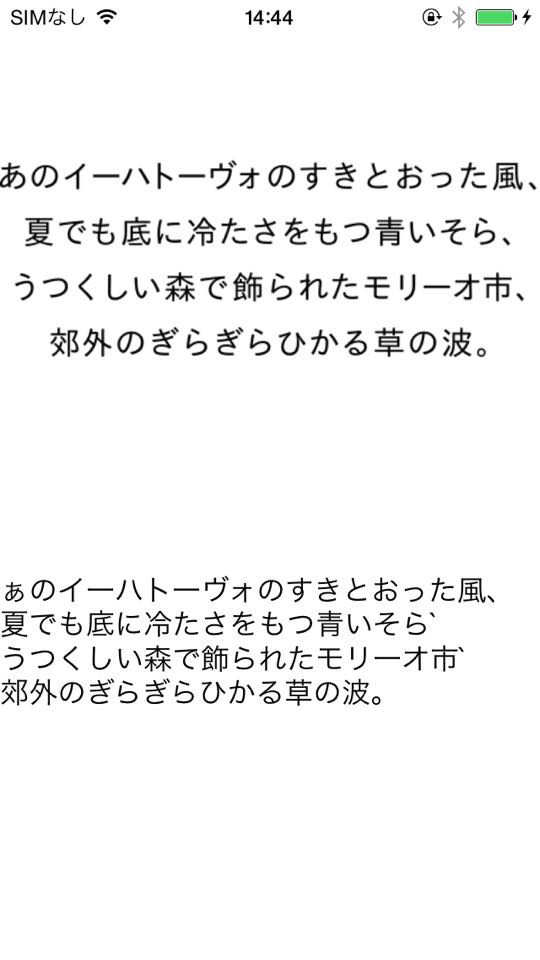 SIMなし 14:44
あのイーハトーヴォのすきとおった風、
夏でも底に冷たさをもつ青いそら、
うつくしい森で飾られたモリーオ市、
郊外のぎらぎらひかる草の波。
ぁのイーハトーヴォのすきとおった風、
夏でも底に冷たさをもつ青いそら`
うつくしい森で飾られたモリーオ市`
郊外のぎらぎらひかる草の波。